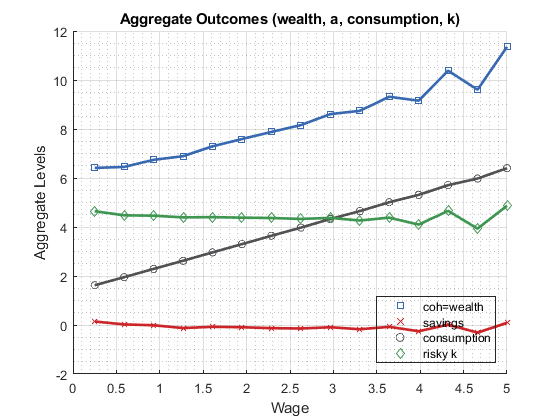 Aggregate Outcomes (wealth, a, consumption, k)
12
10
8
6
4
2
0
-2
Aggregate Levels
0
0.5
1
1.5
2
2.5
3
3.5
4
4.5
5
Wage
coh=wealth
savings
consumption
risky k